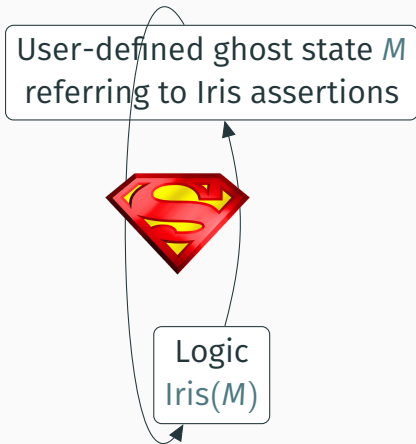 User-defined ghost state M
referring to Iris assertions
S
Logic
Iris(M)